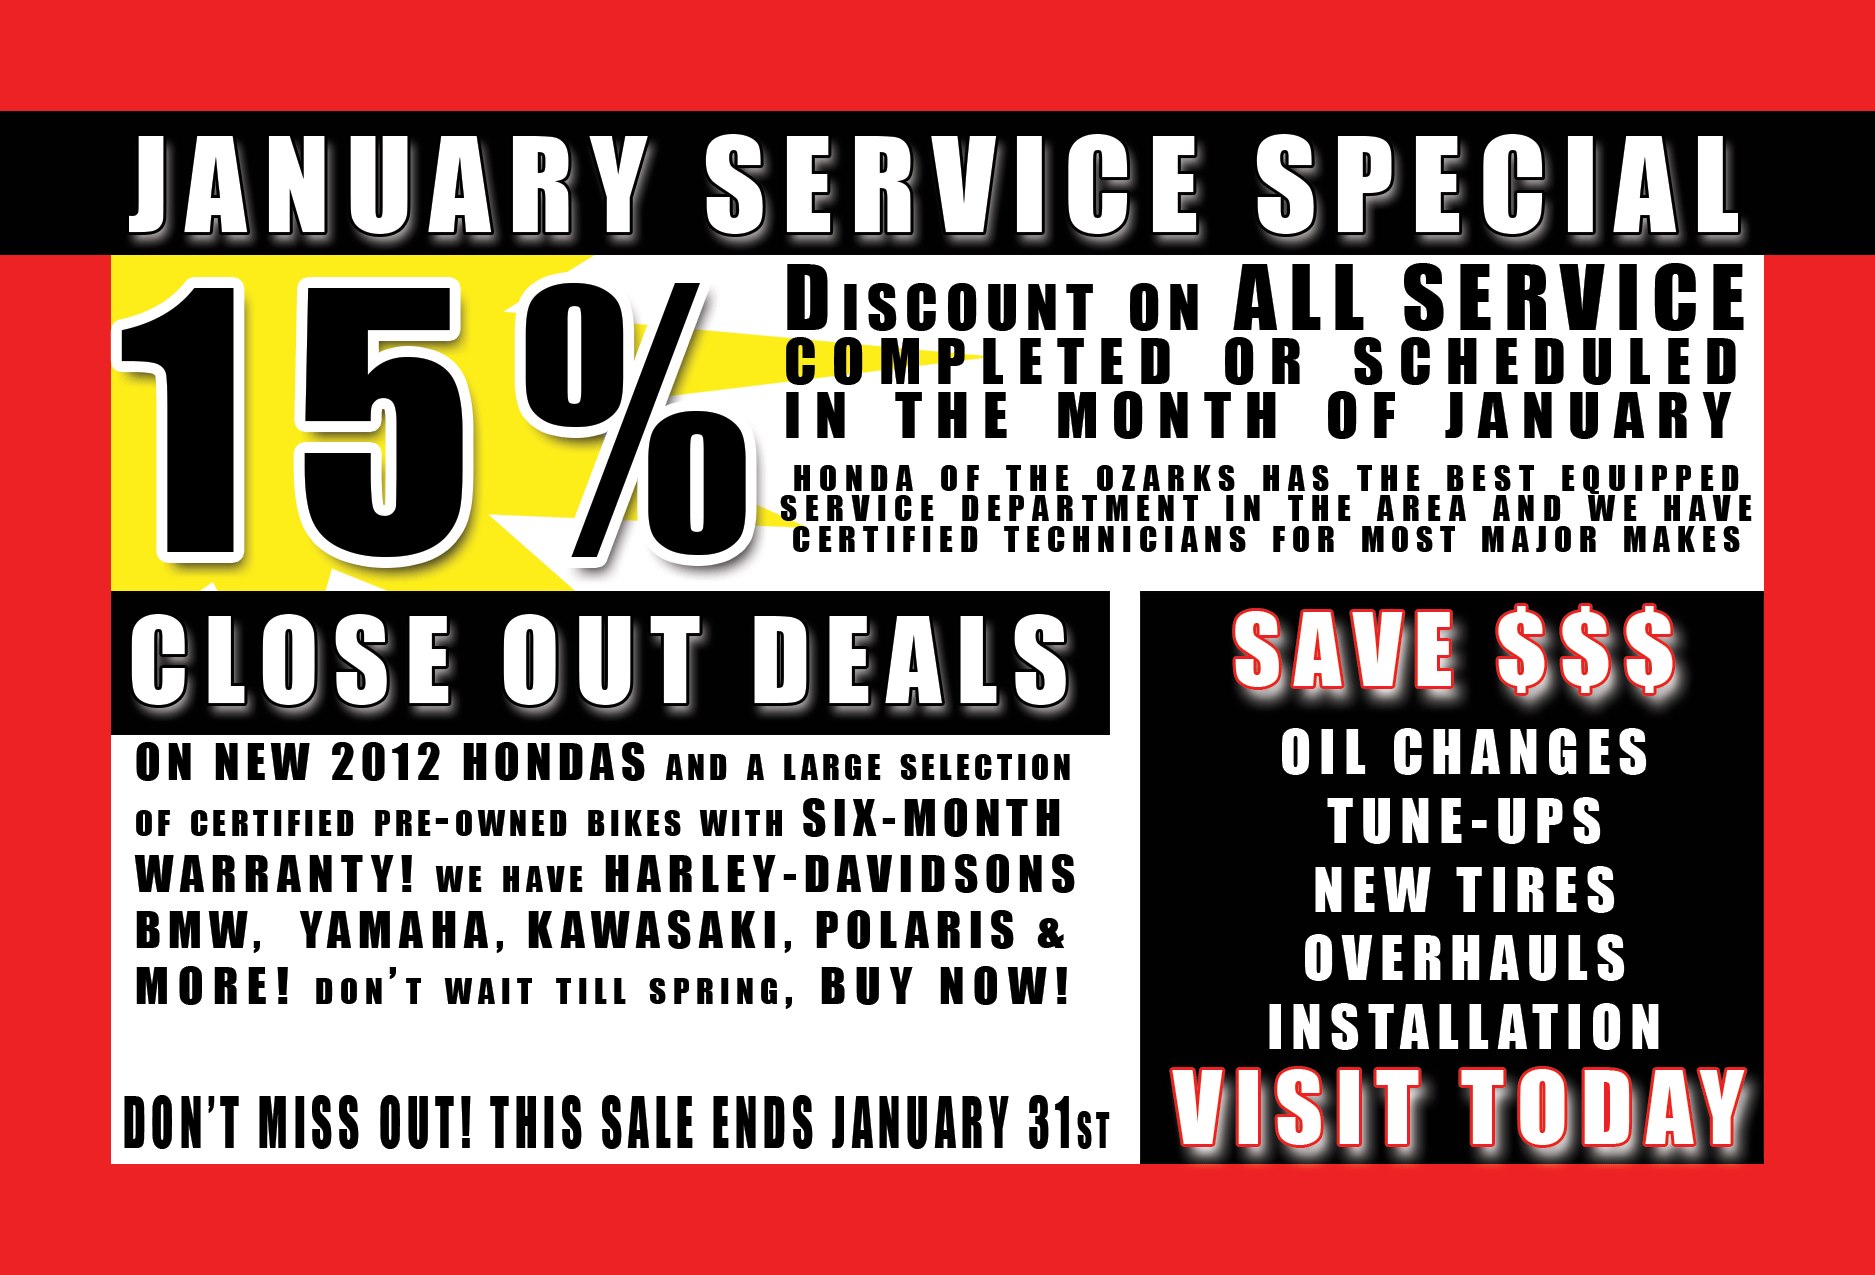 JANUARY SERVICE SPECIAL
15%
DISCOUNT ON ALL SERVICE
COMPLETED OR SCHEDULED
IN THE MONTH OF JANUARY
HONDA OF THE OZARKS HAS THE BEST EQUIPPED
SERVICE DEPARTMENT IN THE AREA AND WE HAVE
CERTIFIED TECHNICIANS FOR MOST MAJOR MAKES
CLOSE OUT DEALS
ON NEW 2012 HONDAS AND A LARGE SELECTION
OF CERTIFIED PRE-OWNED BIKES WITH SIX-MONTH
WARRANTY! WE HAVE HARLEY-DAVIDSONS
BMW, YAMAHA, KAWASAKI, POLARIS &
MORE! DON'T WAIT TILL SPRING, BUY NOW!
DON'T MISS OUT! THIS SALE ENDS JANUARY 31ST
SAVE $$$
OIL CHANGES
TUNE-UPS
NEW TIRES
OVERHAULS
INSTALLATION
VISIT TODAY